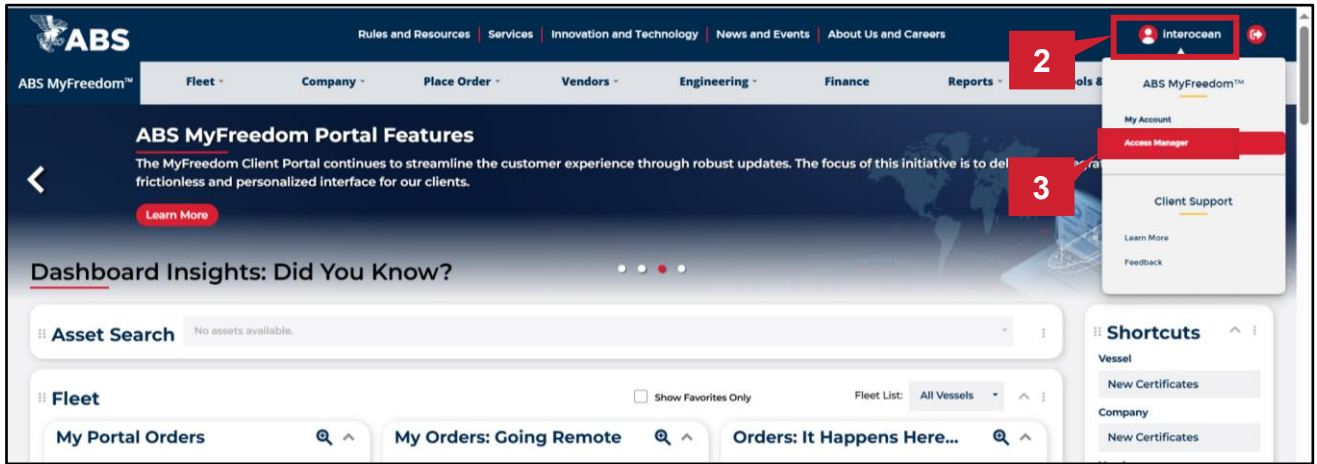 ABS
Rules and Resources
Services
Innovation and Technology
News and Events
About Us and Careers
2
interocean
ABS MyFreedom™
Fleet
Company
Place Order
Vendors
Engineering
Finance
Reports
ols &
ABS MyFreedom™
My Account
Access Manager
ABS MyFreedom Portal Features
The MyFreedom Client Portal continues to streamline the customer experience through robust updates. The focus of this initiative is to del
frictionless and personalized interface for our clients.
3
Client Support
Learn More
Learn More
Feedback
Dashboard Insights: Did You Know?
Asset Search
No assets available.
Shortcuts
Vessel
New Certificates
Fleet
Show Favorites Only
Fleet List:
All Vessels
Company
New Certificates
My Portal Orders
My Orders: Going Remote
Orders: It Happens Here...